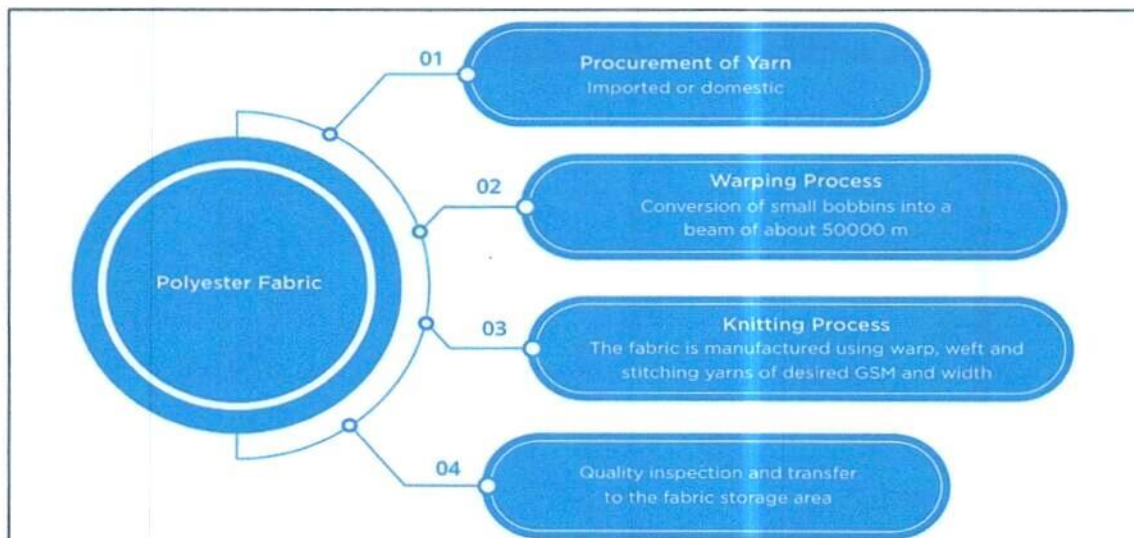 01
Procurement of Yarn
Imported or domestic
02
Warping Process
Conversion of small bobbins into a
beam of about 50000 m
Polyester Fabric
03
Knitting Process
The fabric is manufactured using warp, weft and
stitching yarns of desired GSM and width
04
Quality inspection and transfer
to the fabric storage area